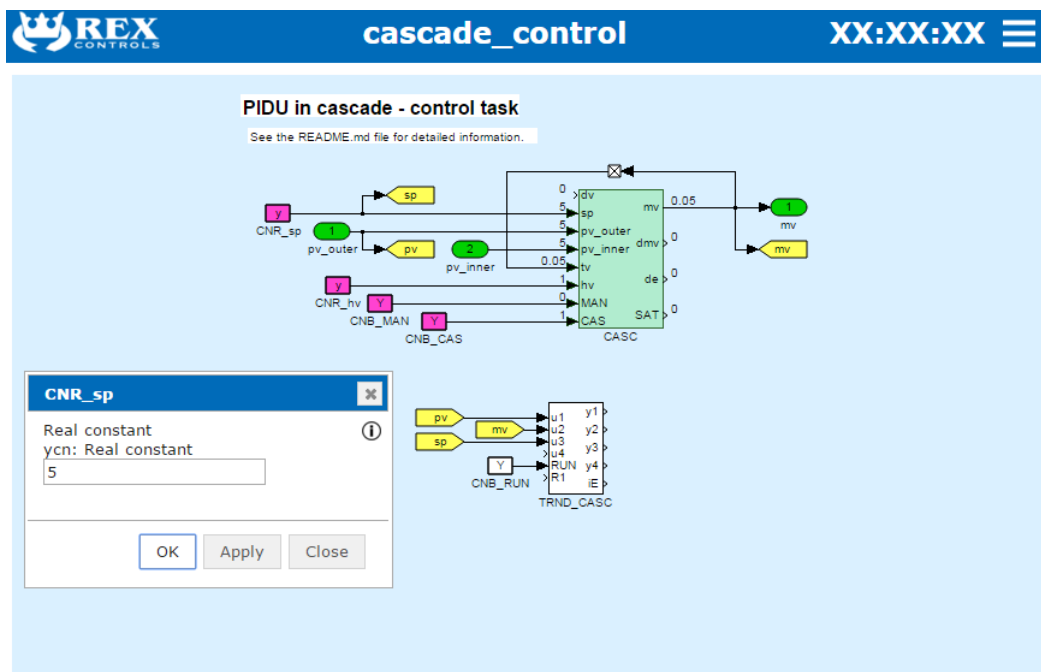 REX
CONTROLS
cascade_control
XX:XX:XX
PIDU in cascade - control task
See the README.md file for detailed information.
sp
0
dv
mv
0.05
1
mv
y
CNR_sp
5
sp
1
pv_outer
5
pv_outer
pv
2
pv_inner
5
pv_inner
dmv
0
mv
0.05
tv
y
CNR_hv
1
hv
de
0
Y
CNB_MAN
0
MAN
Y
CNB_CAS
1
CAS
SAT
0
CASC
CNR_sp
Real constant
ycn: Real constant
5
OK Apply Close
pv
u1 y1
mv
u2 y2
sp
u3 y3
u4
Y
CNB_RUN
RUN y4
R1 iE
TRND_CASC